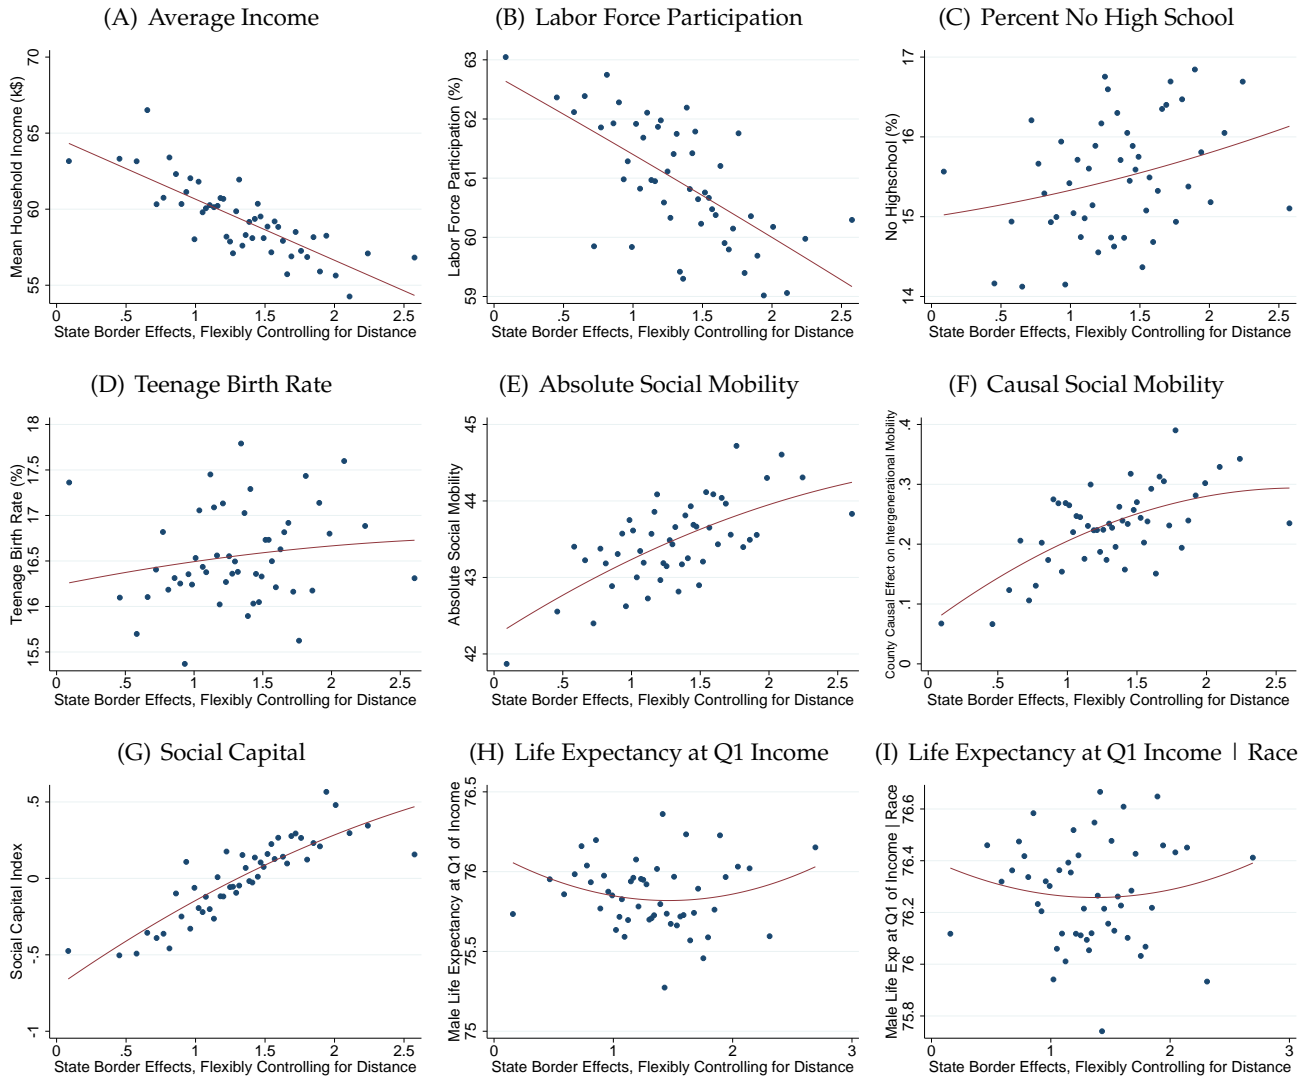 (A) Average Income
(B) Labor Force Participation
(C) Percent No High School
Mean Household Income (k$)
70
65
60
55
0 .5 1 1.5 2 2.5
State Border Effects, Flexibly Controlling for Distance
Labor Force Participation (%)
63
62
61
60
59
0 .5 1 1.5 2 2.5
State Border Effects, Flexibly Controlling for Distance
No Highschool (%)
17
16
15
14
0 .5 1 1.5 2 2.5
State Border Effects, Flexibly Controlling for Distance
(D) Teenage Birth Rate
(E) Absolute Social Mobility
(F) Causal Social Mobility
Teenage Birth Rate (%)
18
17.5
17
16.5
16
15.5
0 .5 1 1.5 2 2.5
State Border Effects, Flexibly Controlling for Distance
Absolute Social Mobility
45
44
43
42
0 .5 1 1.5 2 2.5
State Border Effects, Flexibly Controlling for Distance
County Causal Effect on Intergenerational Mobility
.4
.3
.2
.1
0
0 .5 1 1.5 2 2.5
State Border Effects, Flexibly Controlling for Distance
(G) Social Capital
(H) Life Expectancy at Q1 Income
(I) Life Expectancy at Q1 Income | Race
Social Capital Index
.5
0
-.5
-1
0 .5 1 1.5 2 2.5
State Border Effects, Flexibly Controlling for Distance
Male Life Expectancy at Q1 of Income
76.5
76
75.5
75
0 1 2 3
State Border Effects, Flexibly Controlling for Distance
Male Life Exp at Q1 of Income | Race
76.6
76.4
76.2
76
75.8
0 1 2 3
State Border Effects, Flexibly Controlling for Distance